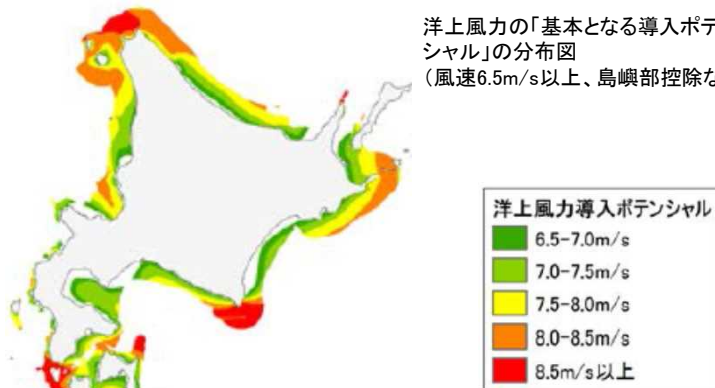 洋上風力の「基本となる導入ポテ
シャル」の分布図
（風速6.5m/s以上、島嶼部控除な
洋上風力導入ポテンシャル
6.5-7.0m/s
7.0-7.5m/s
7.5-8.0m/s
8.0-8.5m/s
8.5m/s以上